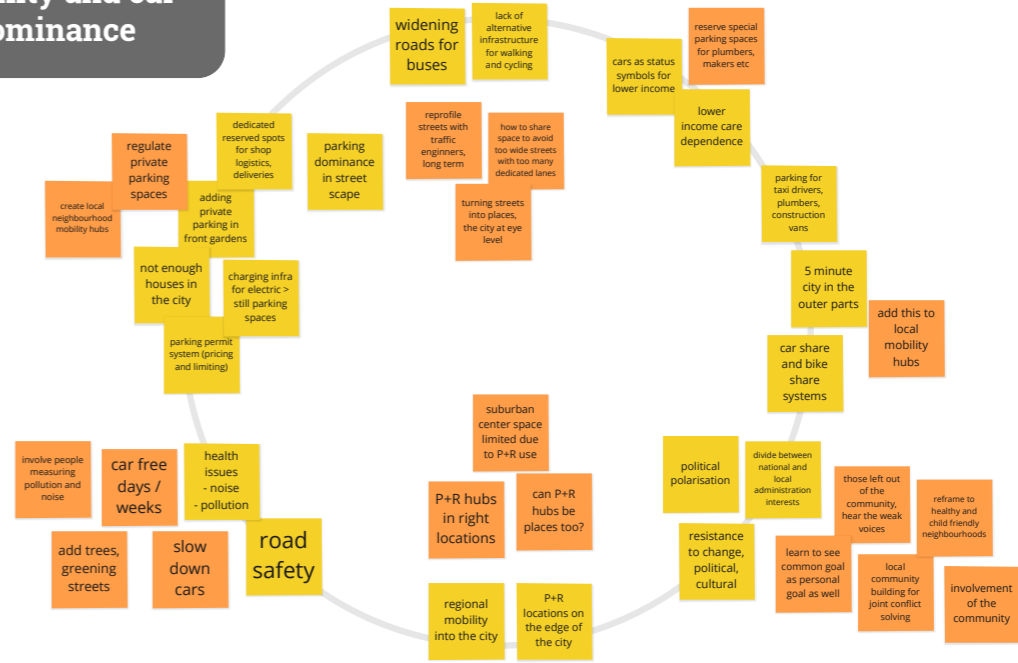 ominance
widening
roads for
buses
lack of
alternative
infrastructure
for walking
and cycling
cars as status
symbols for
lower income
reserve special
parking spaces
for plumbers,
makers etc
lower
income care
dependence
reprofile
streets with
traffic
enginners,
long term
how to share
space to avoid
too wide streets
with too many
dedicated lanes
turning streets
into places,
the city at eye
level
dedicated
reserved spots
for shop
logistics,
deliveries
parking
dominance
in street
scape
regulate
private
parking
spaces
create local
neighbourhood
mobility hubs
adding
private
parking in
front gardens
not enough
houses in
the city
charging infra
for electric >
still parking
spaces
parking permit
system (pricing
and limiting)
parking for
taxi drivers,
plumbers,
construction
vans
5 minute
city in the
outer parts
add this to
local
mobility
hubs
car share
and bike
share
systems
suburban
center space
limited due
to P+R use
P+R hubs
in right
locations
can P+R
hubs be
places too?
involve people
measuring
pollution and
noise
car free
days /
weeks
health
issues
- noise
- pollution
add trees,
greening
streets
slow
down
cars
road
safety
regional
mobility
into the city
P+R
locations on
the edge of
the city
political
polarisation
divide between
national and
local
administration
interests
resistance
to change,
political,
cultural
those left out
of the
community,
hear the weak
voices
reframe to
healthy and
child friendly
neighbourhoods
learn to see
common goal
as personal
goal as well
local
community
building for
joint conflict
solving
involvement
of the
community